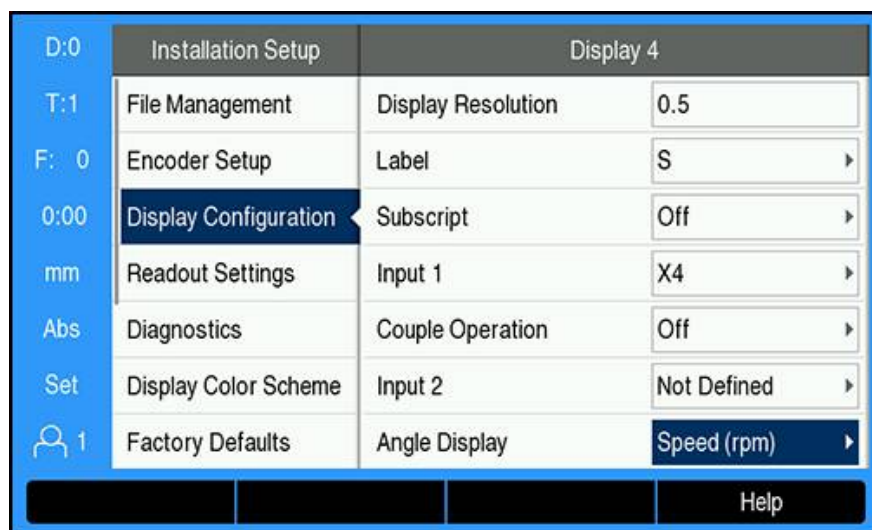 D:0 Installation Setup Display 4
T:1 File Management Display Resolution 0.5
F: 0 Encoder Setup Label S
0:00 Display Configuration Subscript Off
mm Readout Settings Input 1 X4
Abs Diagnostics Couple Operation Off
Set Display Color Scheme Input 2 Not Defined
1 Factory Defaults Angle Display Speed (rpm)
Help